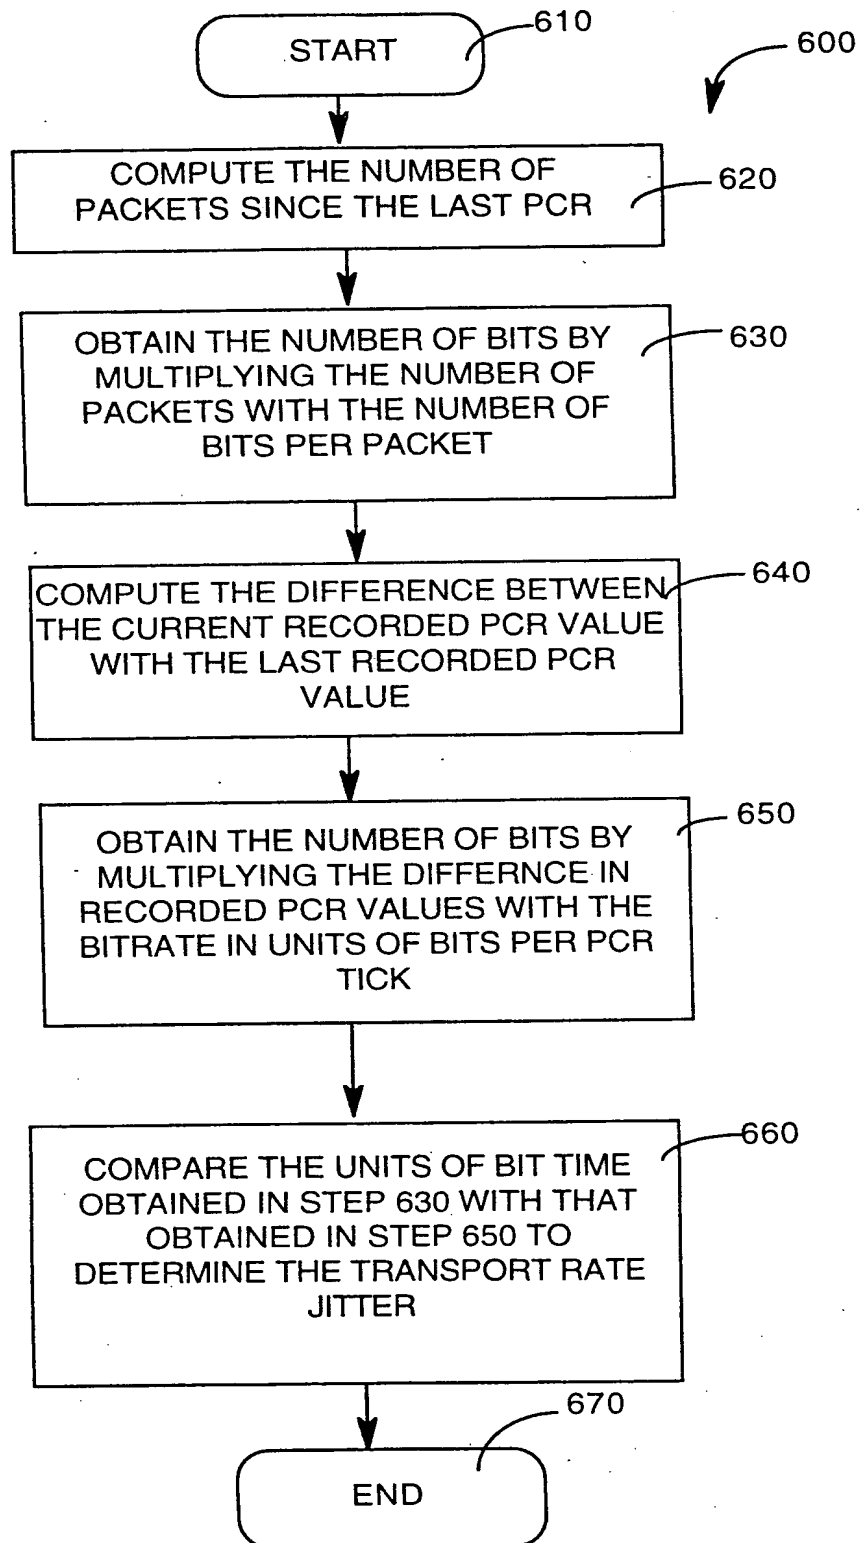 START
610
600
COMPUTE THE NUMBER OF
PACKETS SINCE THE LAST PCR
620
OBTAIN THE NUMBER OF BITS BY
MULTIPLYING THE NUMBER OF
PACKETS WITH THE NUMBER OF
BITS PER PACKET
630
COMPUTE THE DIFFERENCE BETWEEN
THE CURRENT RECORDED PCR VALUE
WITH THE LAST RECORDED PCR
VALUE
640
OBTAIN THE NUMBER OF BITS BY
MULTIPLYING THE DIFFERNCE IN
RECORDED PCR VALUES WITH THE
BITRATE IN UNITS OF BITS PER PCR
TICK
650
COMPARE THE UNITS OF BIT TIME
OBTAINED IN STEP 630 WITH THAT
OBTAINED IN STEP 650 TO
DETERMINE THE TRANSPORT RATE
JITTER
660
END
670